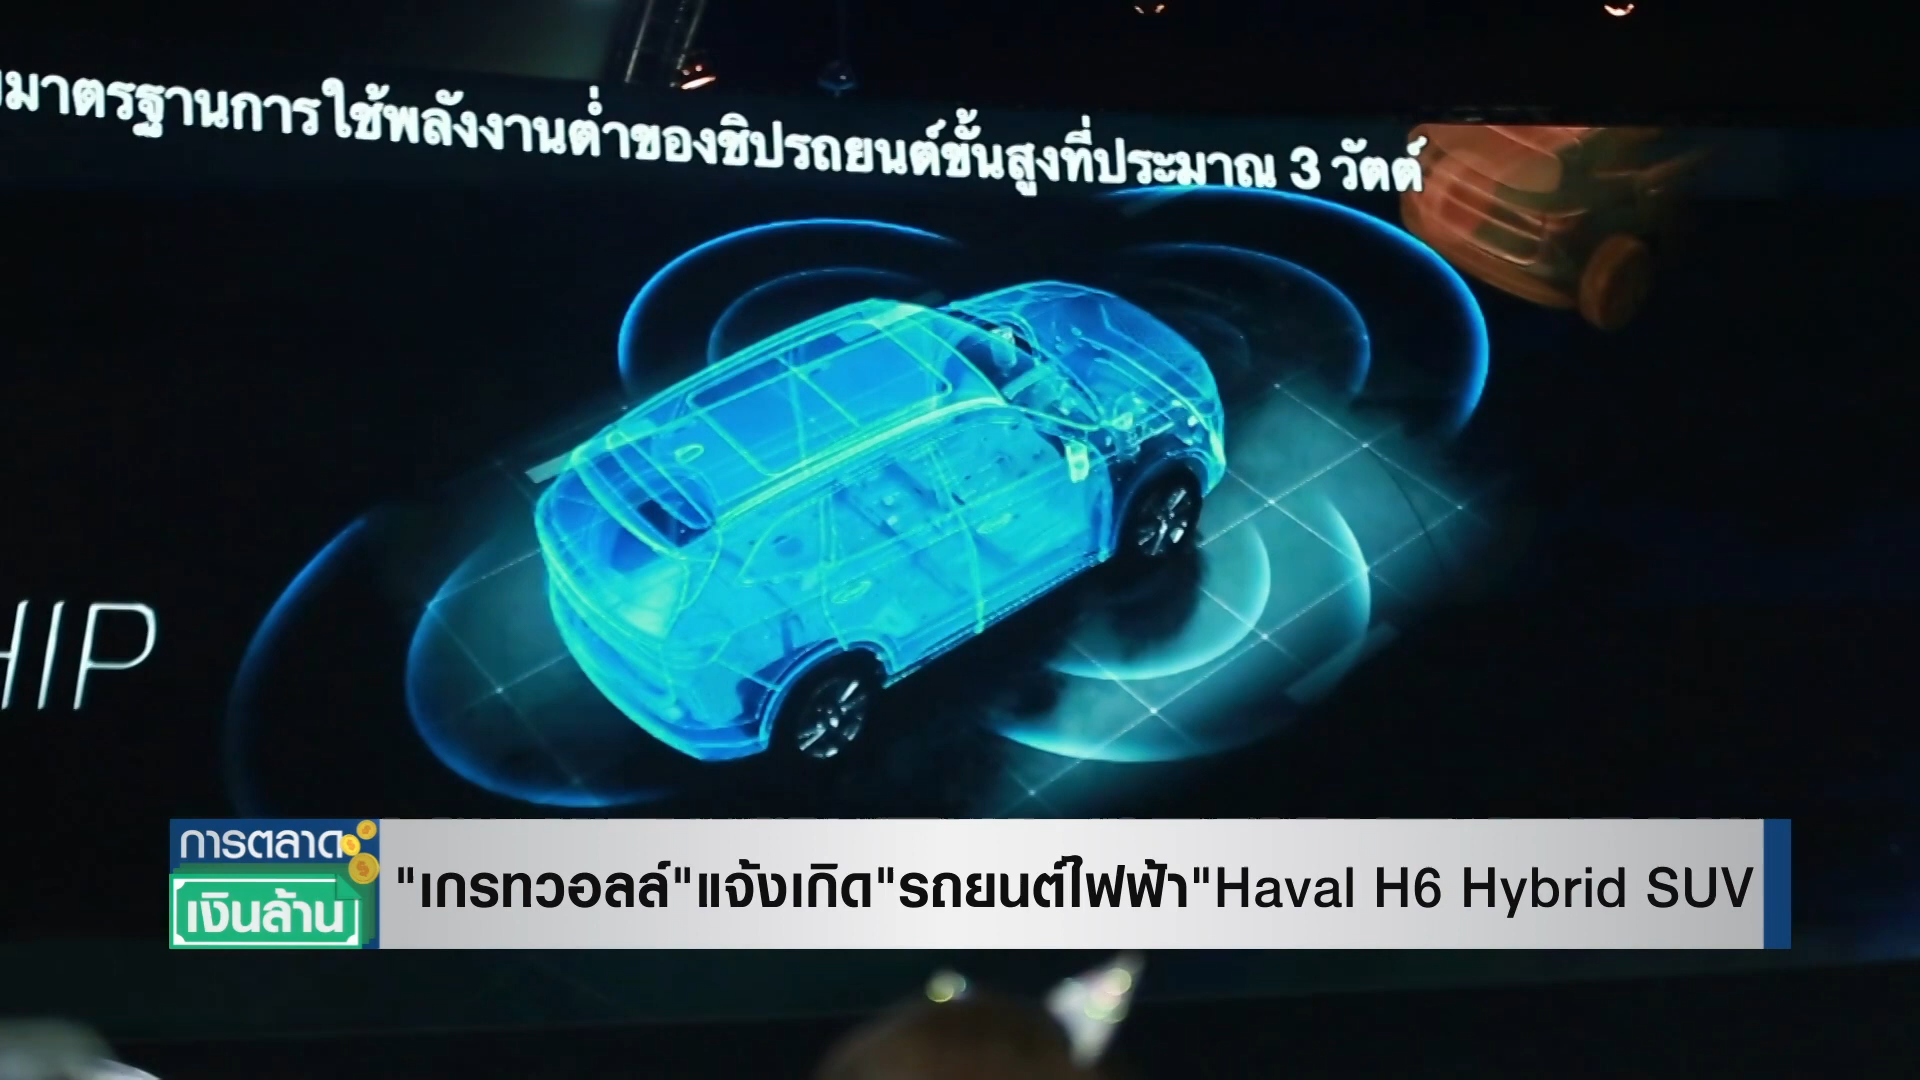 มาตรฐานการใช้พลังงานต่ำของชิปรถยนต์ขั้นสูงที่ประมาณ 3 วัตต์
HIP
การตลาด
เงินล้าน
"เกรทวอลล์"แจ้งเกิด"รถยนต์ไฟฟ้า"Haval H6 Hybrid SUV